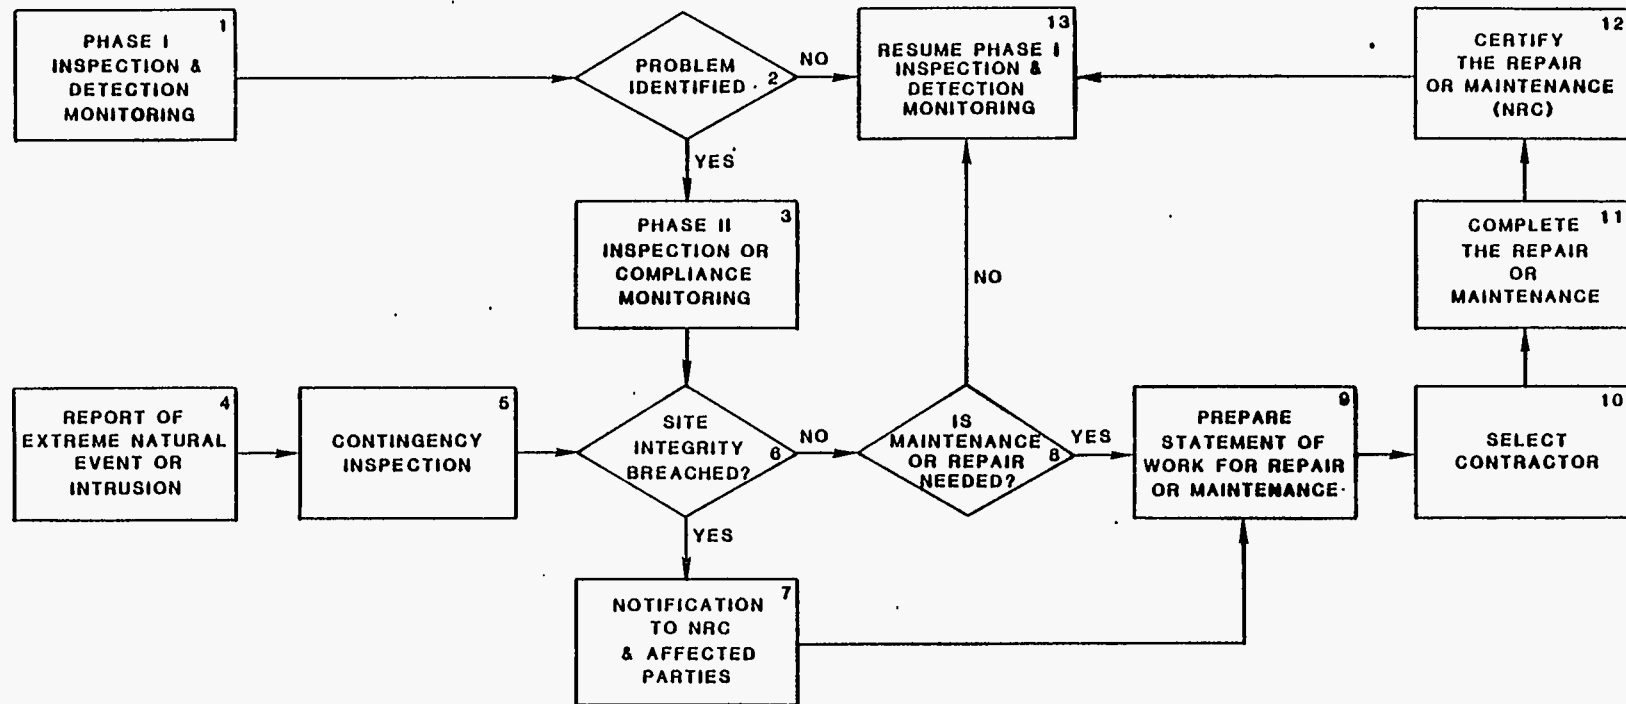 1
PHASE I
INSPECTION &
DETECTION
MONITORING
PROBLEM
IDENTIFIED
2
NO
YES
13
RESUME PHASE I
INSPECTION &
DETECTION
MONITORING
12
CERTIFY
THE REPAIR
OR MAINTENANCE
(NRC)
3
PHASE II
INSPECTION OR
COMPLIANCE
MONITORING
NO
11
COMPLETE
THE REPAIR
OR
MAINTENANCE
4
REPORT OF
EXTREME NATURAL
EVENT OR
INTRUSION
5
CONTINGENCY
INSPECTION
SITE
INTEGRITY
BREACHED?
6
NO
YES
IS
MAINTENANCE
OR REPAIR
NEEDED?
8
YES
9
PREPARE
STATEMENT OF
WORK FOR REPAIR
OR MAINTENANCE
10
SELECT
CONTRACTOR
7
NOTIFICATION
TO NRC
& AFFECTED
PARTIES